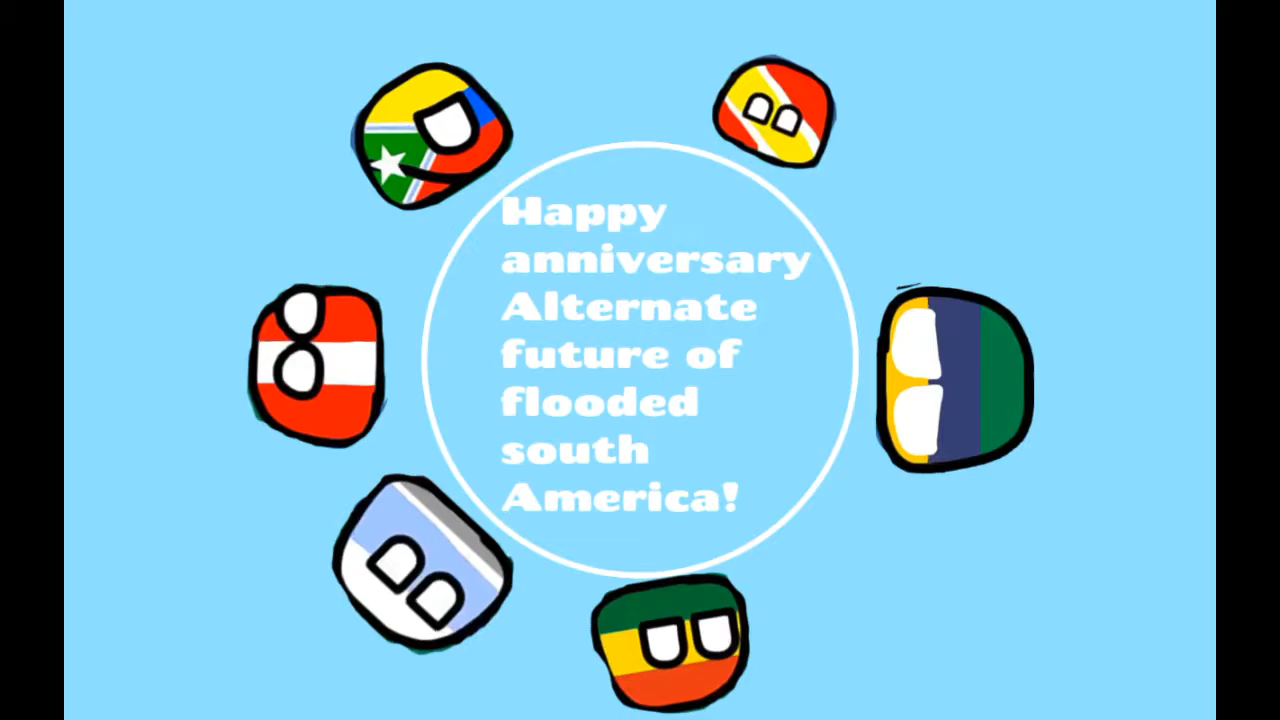 Happy
anniversary
Alternate
future of
flooded
south
America!